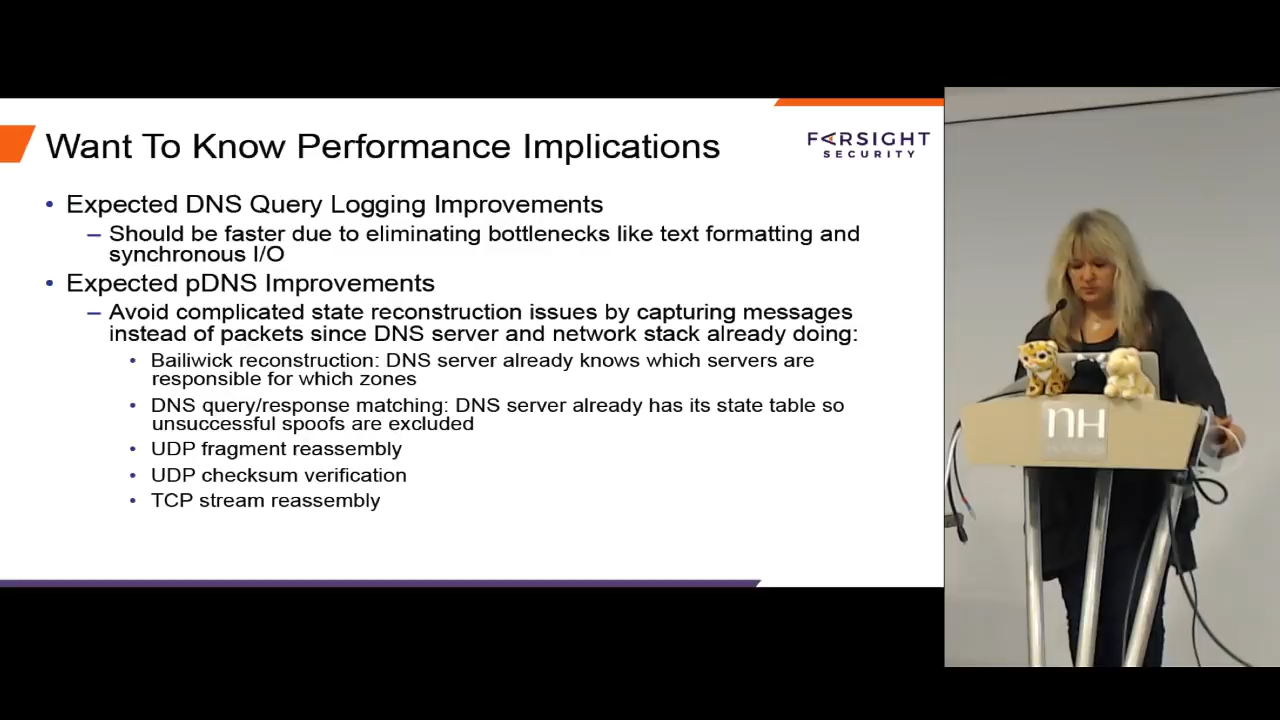 Want To Know Performance Implications
FARSIGHT
SECURITY
• Expected DNS Query Logging Improvements
– Should be faster due to eliminating bottlenecks like text formatting and
synchronous I/O
• Expected pDNS Improvements
– Avoid complicated state reconstruction issues by capturing messages
instead of packets since DNS server and network stack already doing:
• Bailiwick reconstruction: DNS server already knows which servers are
responsible for which zones
• DNS query/response matching: DNS server already has its state table so
unsuccessful spoofs are excluded
• UDP fragment reassembly
• UDP checksum verification
• TCP stream reassembly
nH